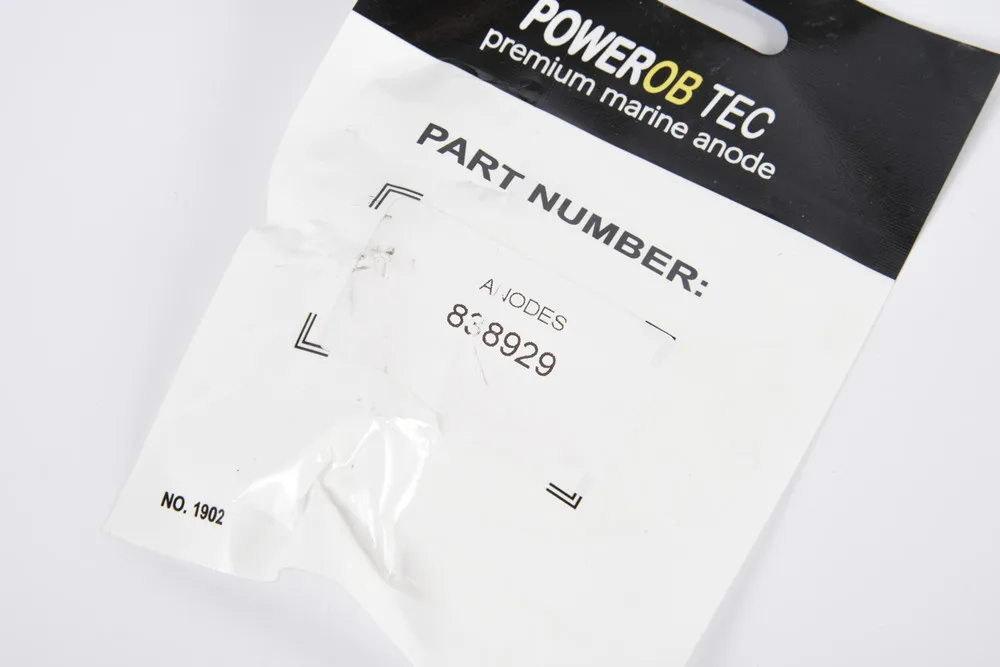 POWEROB TEC
premium marine anode
PART NUMBER:
ANODES
838929
NO. 1902